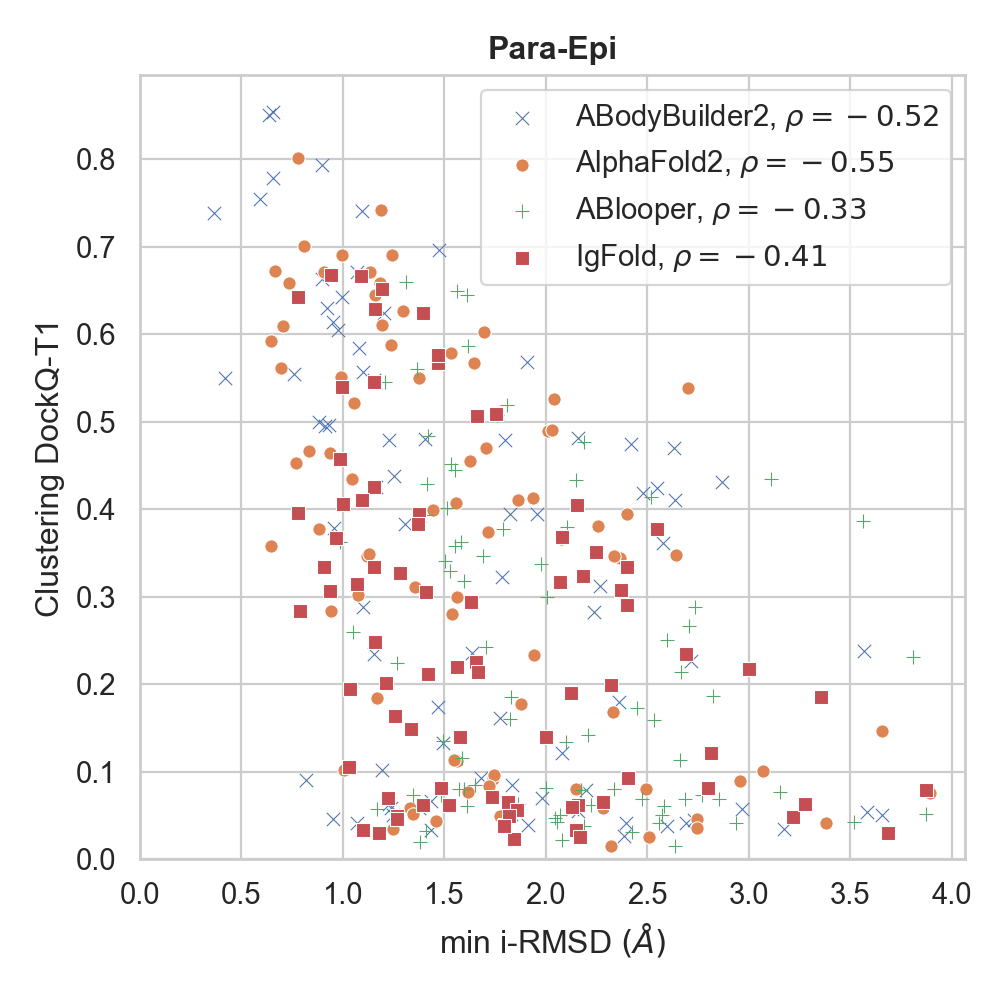 Para-Epi
ABodyBuilder2, ρ = −0.52
AlphaFold2, ρ = −0.55
ABlooper, ρ = −0.33
IgFold, ρ = −0.41
Clustering DockQ-T1
0.8
0.7
0.6
0.5
0.4
0.3
0.2
0.1
0.0
0.0 0.5 1.0 1.5 2.0 2.5 3.0 3.5 4.0
min i-RMSD (Å)